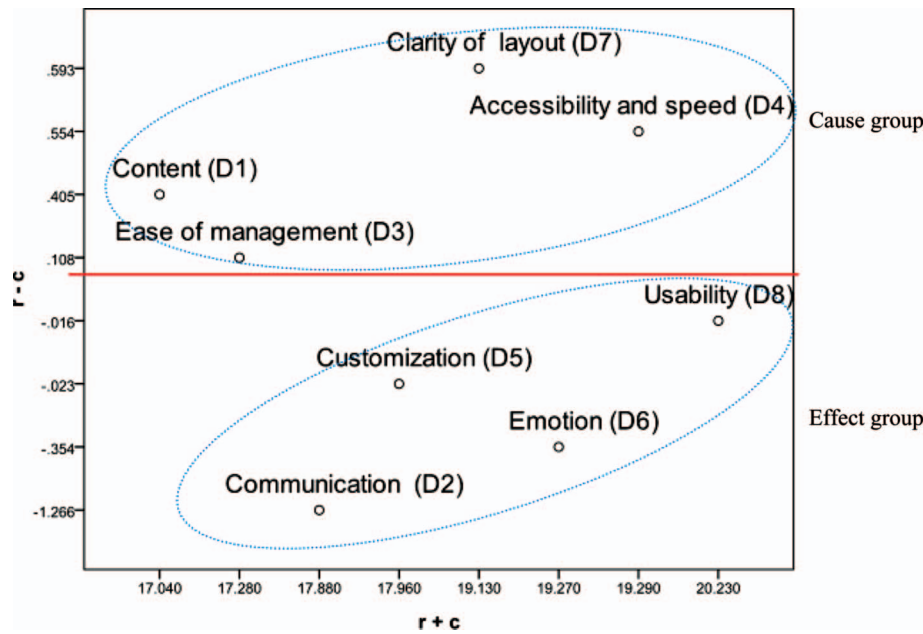 Clarity of layout (D7)
.593
Accessibility and speed (D4)
Cause group
.554
Content (D1)
.405
Ease of management (D3)
.108
r - c
Usability (D8)
-.016
Customization (D5)
-.023
Emotion (D6)
Effect group
-.354
Communication (D2)
-1.266
17.040 17.280 17.880 17.960 19.130 19.270 19.290 20.230
r + c